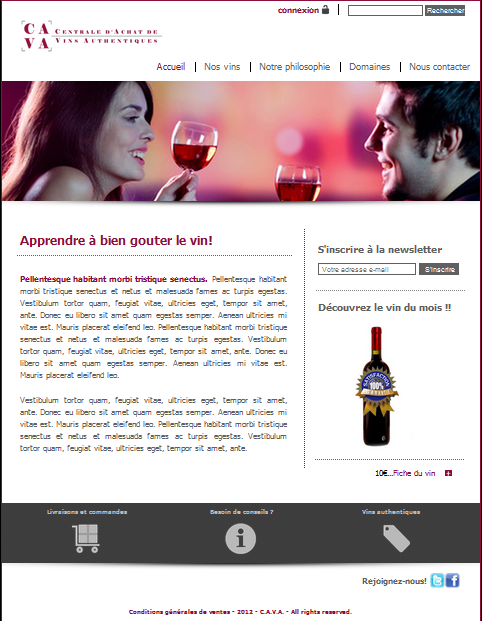 connexion
Rechercher
CA
VA
Centrale d'Achat de
Vins Authentiques
Accueil
Nos vins
Notre philosophie
Domaines
Nous contacter
Apprendre à bien gouter le vin!
Pellentesque habitant morbi tristique senectus. Pellentesque habitant
morbi tristique senectus et netus et malesuada fames ac turpis egestas.
Vestibulum tortor quam, feugiat vitae, ultricies eget, tempor sit amet,
ante. Donec eu libero sit amet quam egestas semper. Aenean ultricies mi
vitae est. Mauris placerat eleifend leo. Pellentesque habitant morbi tristique
senectus et netus et malesuada fames ac turpis egestas. Vestibulum
tortor quam, feugiat vitae, ultricies eget, tempor sit amet, ante. Donec eu
libero sit amet quam egestas semper. Aenean ultricies mi vitae est.
Mauris placerat eleifend leo.
Vestibulum tortor quam, feugiat vitae, ultricies eget, tempor sit amet,
ante. Donec eu libero sit amet quam egestas semper. Aenean ultricies mi
vitae est. Mauris placerat eleifend leo. Pellentesque habitant morbi tristique
senectus et netus et malesuada fames ac turpis egestas. Vestibulum
tortor quam, feugiat vitae, ultricies eget, tempor sit amet, ante.
S'inscrire à la newsletter
Votre adresse e-mail
S'inscrire
Découvrez le vin du mois !!
SATISFACTION
100%
10€...Fiche du vin
Livraisons et commandes
Besoin de conseils ?
Vins authentiques
Rejoignez-nous!
Conditions générales de ventes - 2012 - C.A.V.A. - All rights reserved.